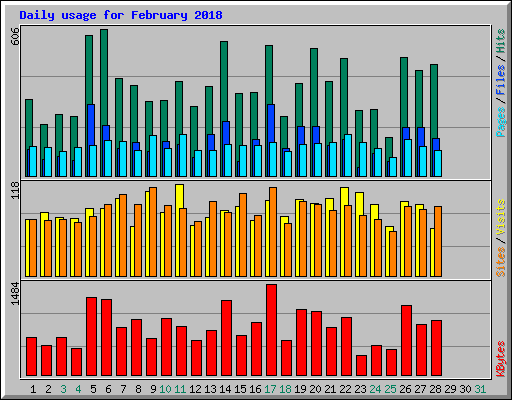 Daily usage for February 2018
606
Pages / Files / Hits
118
Sites / Visits
1484
KBytes
1 2 3 4 5 6 7 8 9 10 11 12 13 14 15 16 17 18 19 20 21 22 23 24 25 26 27 28 29 30 31